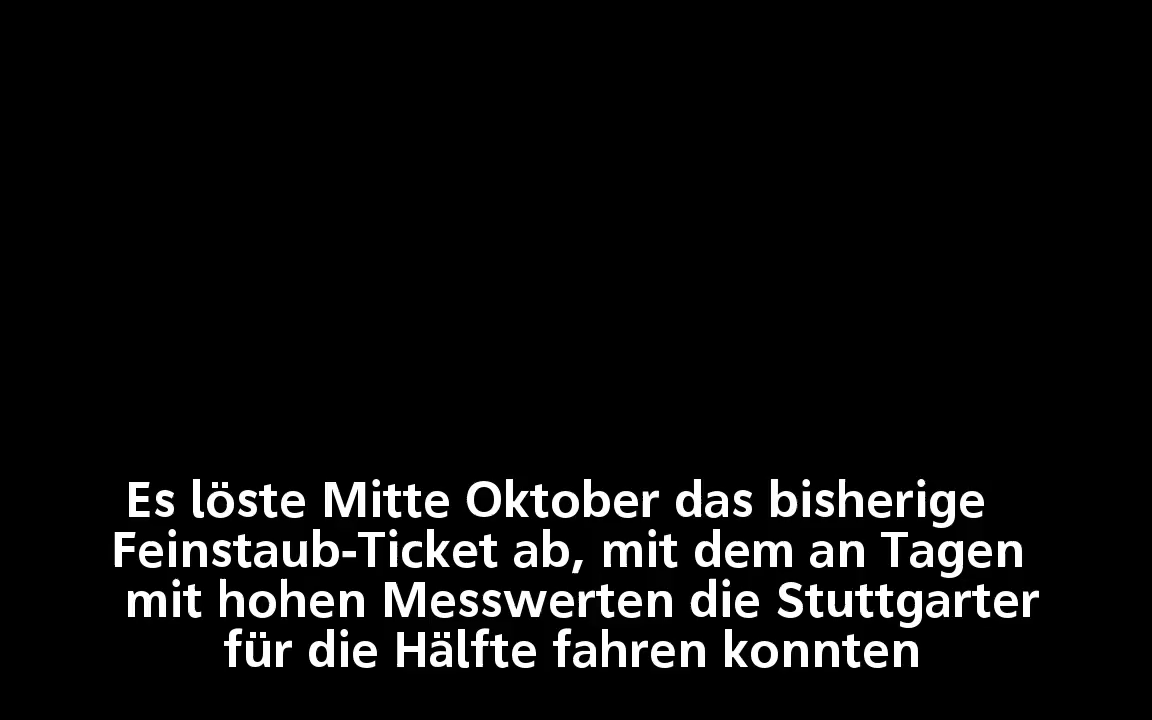 Es löste Mitte Oktober das bisherige
Feinstaub-Ticket ab, mit dem an Tagen
mit hohen Messwerten die Stuttgarter
für die Hälfte fahren konnten